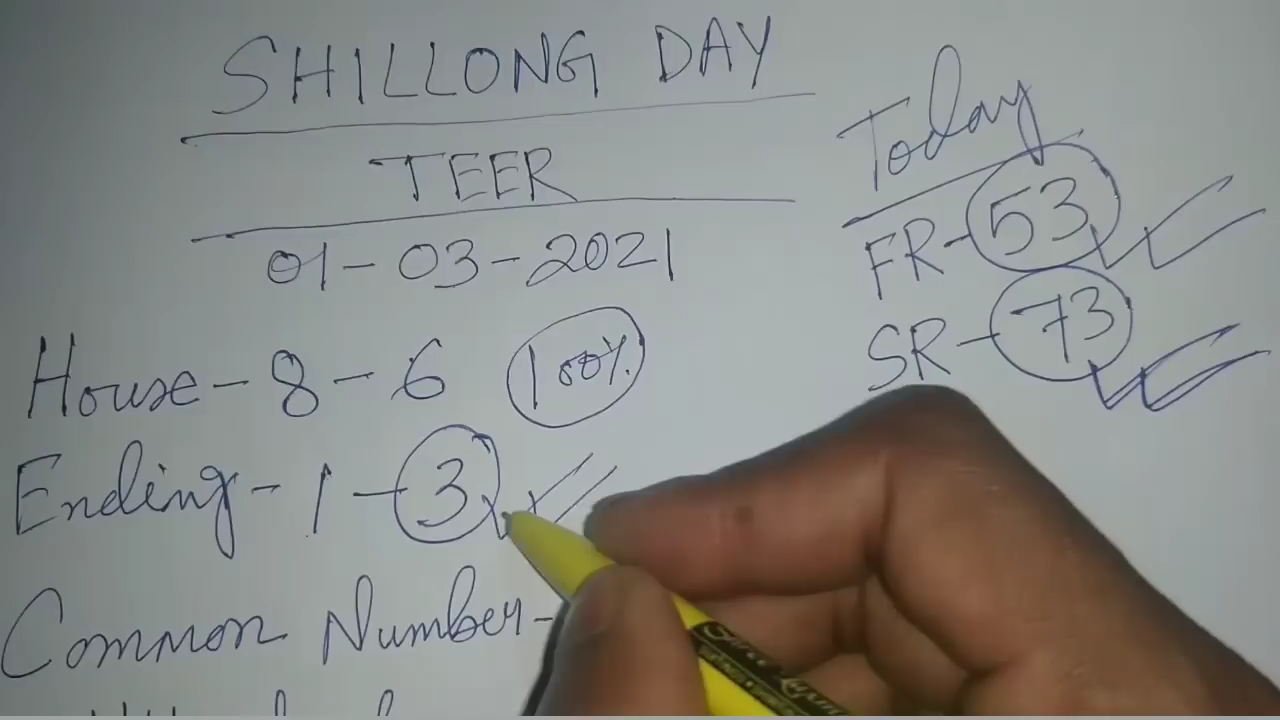 SHILLONG DAY
TEER
01-03-2021
House-8-6 100%
Ending-1-3
Common Number-
Today
FR-53
SR-73